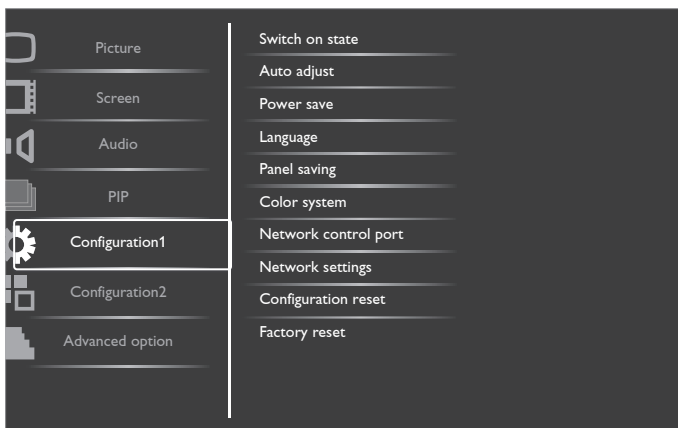 Picture
Screen
Audio
PIP
Configuration1
Configuration2
Advanced option
Switch on state
Auto adjust
Power save
Language
Panel saving
Color system
Network control port
Network settings
Configuration reset
Factory reset